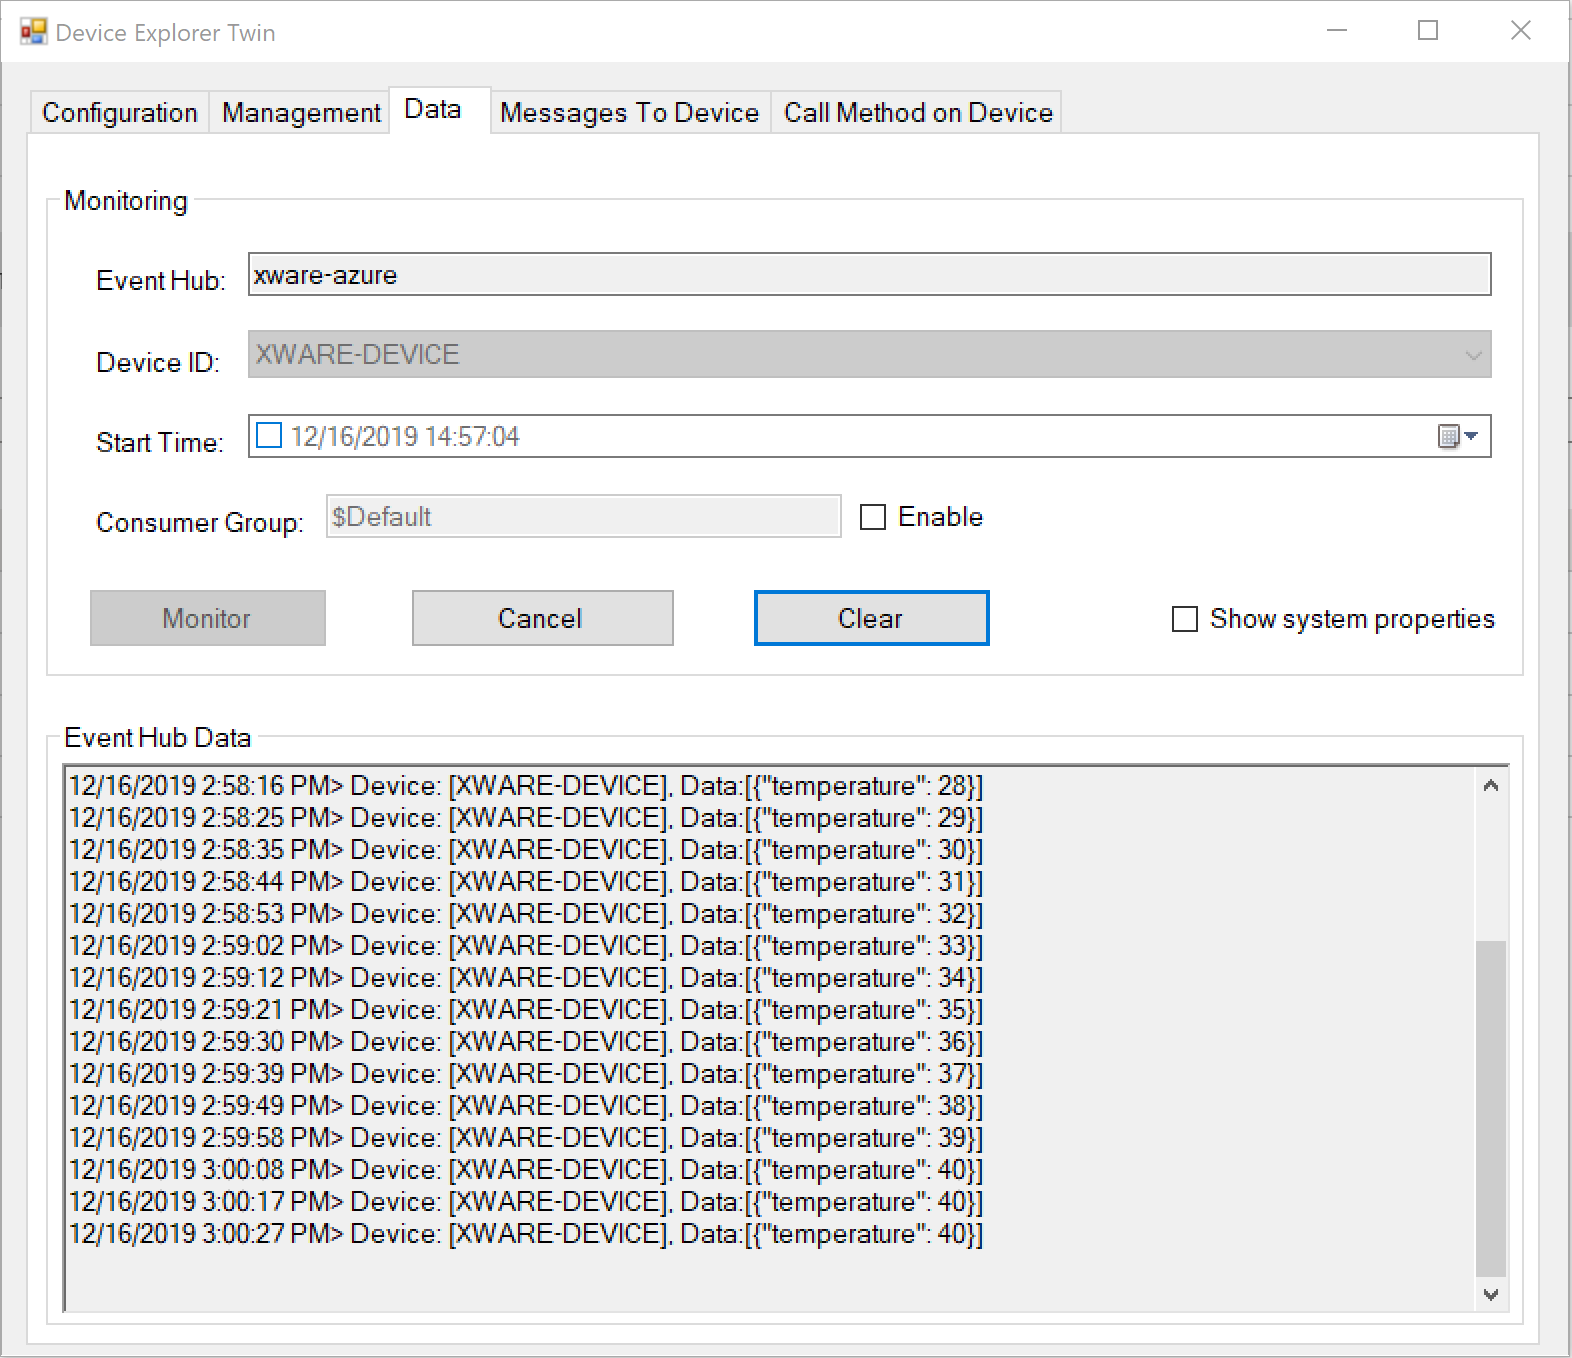 Device Explorer Twin
Configuration Management Data Messages To Device Call Method on Device
Monitoring
Event Hub: xware-azure
Device ID: XWARE-DEVICE
Start Time: 12/16/2019 14:57:04
Consumer Group: $Default Enable
Monitor Cancel Clear Show system properties
Event Hub Data
12/16/2019 2:58:16 PM> Device: [XWARE-DEVICE], Data:[{"temperature": 28}]
12/16/2019 2:58:25 PM> Device: [XWARE-DEVICE], Data:[{"temperature": 29}]
12/16/2019 2:58:35 PM> Device: [XWARE-DEVICE], Data:[{"temperature": 30}]
12/16/2019 2:58:44 PM> Device: [XWARE-DEVICE], Data:[{"temperature": 31}]
12/16/2019 2:58:53 PM> Device: [XWARE-DEVICE], Data:[{"temperature": 32}]
12/16/2019 2:59:02 PM> Device: [XWARE-DEVICE], Data:[{"temperature": 33}]
12/16/2019 2:59:12 PM> Device: [XWARE-DEVICE], Data:[{"temperature": 34}]
12/16/2019 2:59:21 PM> Device: [XWARE-DEVICE], Data:[{"temperature": 35}]
12/16/2019 2:59:30 PM> Device: [XWARE-DEVICE], Data:[{"temperature": 36}]
12/16/2019 2:59:39 PM> Device: [XWARE-DEVICE], Data:[{"temperature": 37}]
12/16/2019 2:59:49 PM> Device: [XWARE-DEVICE], Data:[{"temperature": 38}]
12/16/2019 2:59:58 PM> Device: [XWARE-DEVICE], Data:[{"temperature": 39}]
12/16/2019 3:00:08 PM> Device: [XWARE-DEVICE], Data:[{"temperature": 40}]
12/16/2019 3:00:17 PM> Device: [XWARE-DEVICE], Data:[{"temperature": 40}]
12/16/2019 3:00:27 PM> Device: [XWARE-DEVICE], Data:[{"temperature": 40}]